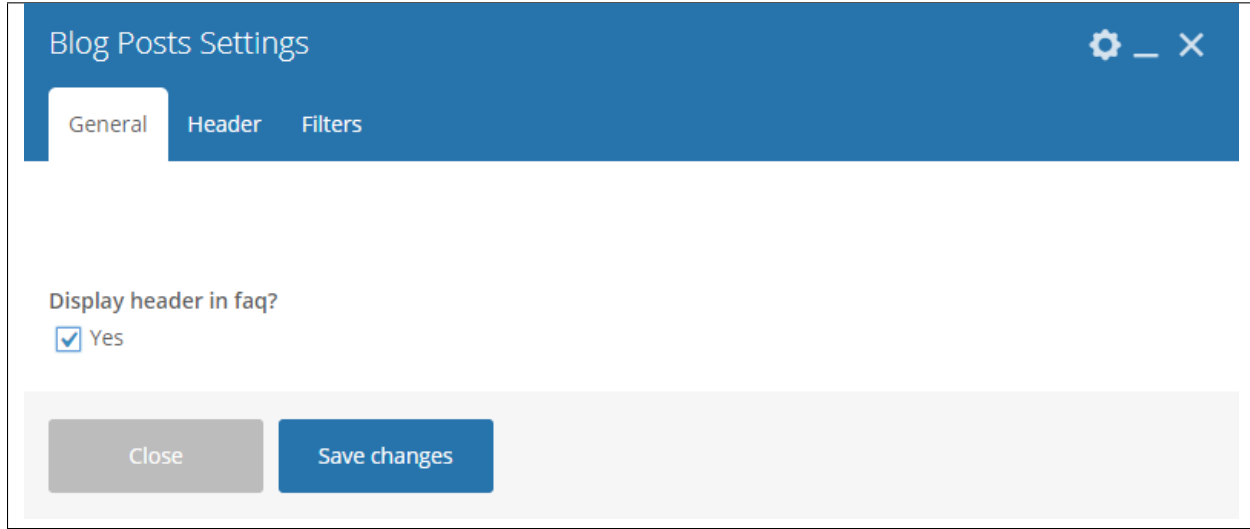 Blog Posts Settings
General Header Filters
Display header in faq?
Yes
Close Save changes